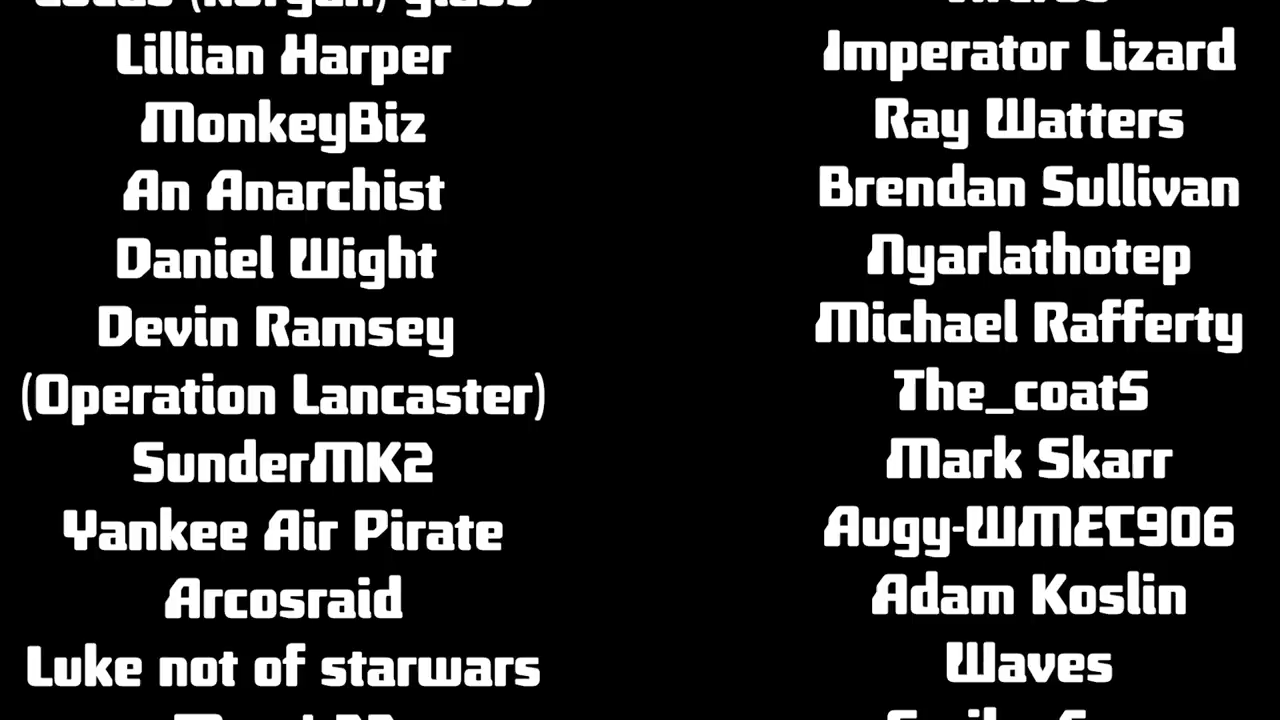 Lillian Harper
MonkeyBiz
An Anarchist
Daniel Wight
Devin Ramsey
(Operation Lancaster)
SunderMK2
Yankee Air Pirate
Arcosraid
Luke not of starwars
Imperator Lizard
Ray Watters
Brendan Sullivan
Nyarlathotep
Michael Rafferty
The_coatS
Mark Skarr
Augy-WMEC906
Adam Koslin
Waves